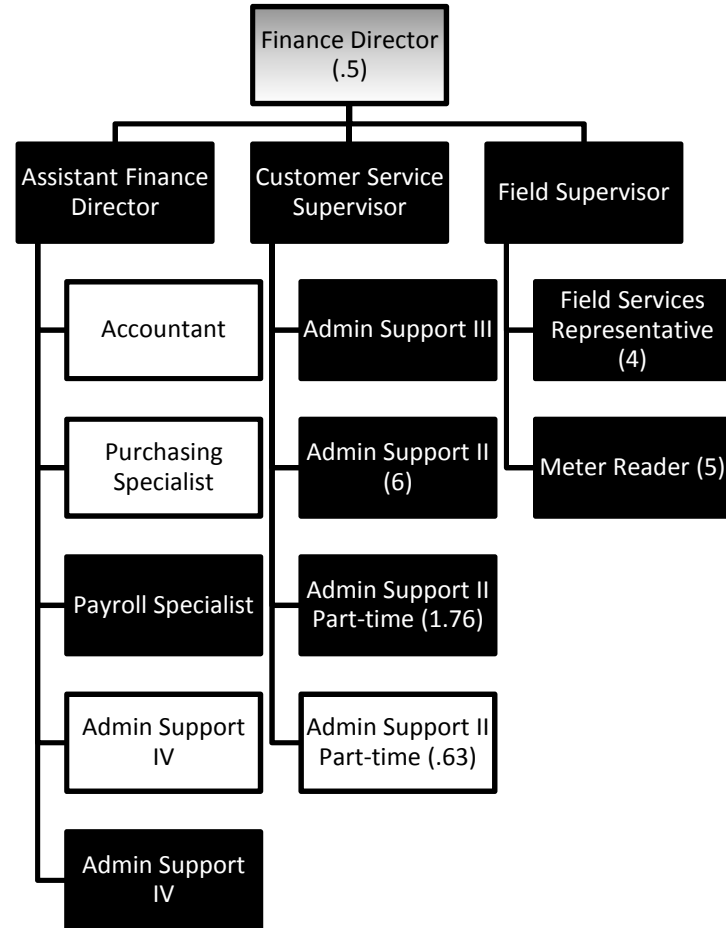 Finance Director
(.5)
Assistant Finance
Director
Customer Service
Supervisor
Field Supervisor
Accountant
Purchasing
Specialist
Payroll Specialist
Admin Support
IV
Admin Support
IV
Admin Support III
Admin Support II
(6)
Admin Support II
Part-time (1.76)
Admin Support II
Part-time (.63)
Field Services
Representative
(4)
Meter Reader (5)